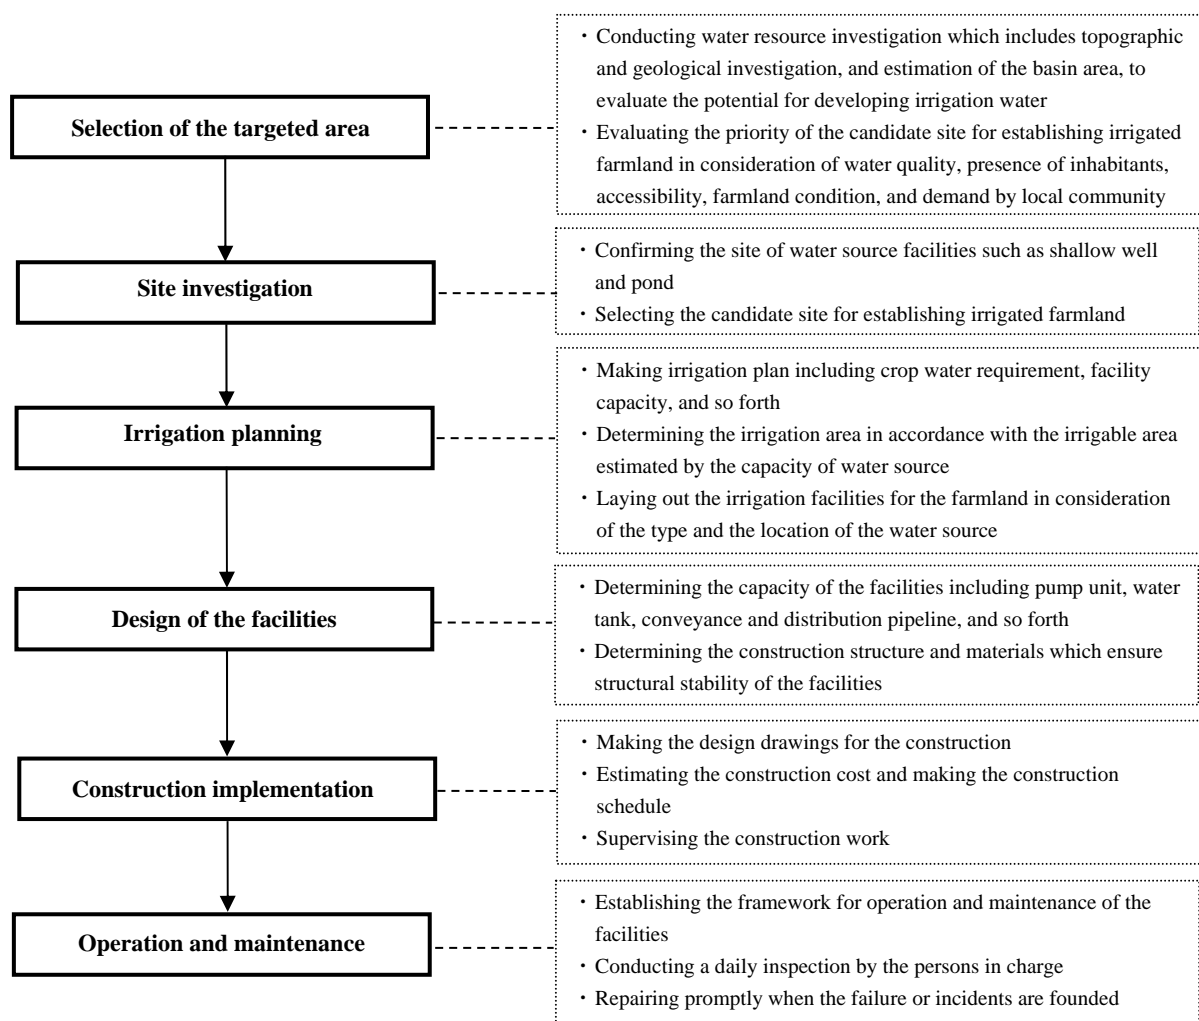 Selection of the targeted area
・Conducting water resource investigation which includes topographic
and geological investigation, and estimation of the basin area, to
evaluate the potential for developing irrigation water
・Evaluating the priority of the candidate site for establishing irrigated
farmland in consideration of water quality, presence of inhabitants,
accessibility, farmland condition, and demand by local community
Site investigation
・Confirming the site of water source facilities such as shallow well
and pond
・Selecting the candidate site for establishing irrigated farmland
Irrigation planning
・Making irrigation plan including crop water requirement, facility
capacity, and so forth
・Determining the irrigation area in accordance with the irrigable area
estimated by the capacity of water source
・Laying out the irrigation facilities for the farmland in consideration
of the type and the location of the water source
Design of the facilities
・Determining the capacity of the facilities including pump unit, water
tank, conveyance and distribution pipeline, and so forth
・Determining the construction structure and materials which ensure
structural stability of the facilities
Construction implementation
・Making the design drawings for the construction
・Estimating the construction cost and making the construction
schedule
・Supervising the construction work
Operation and maintenance
・Establishing the framework for operation and maintenance of the
facilities
・Conducting a daily inspection by the persons in charge
・Repairing promptly when the failure or incidents are founded